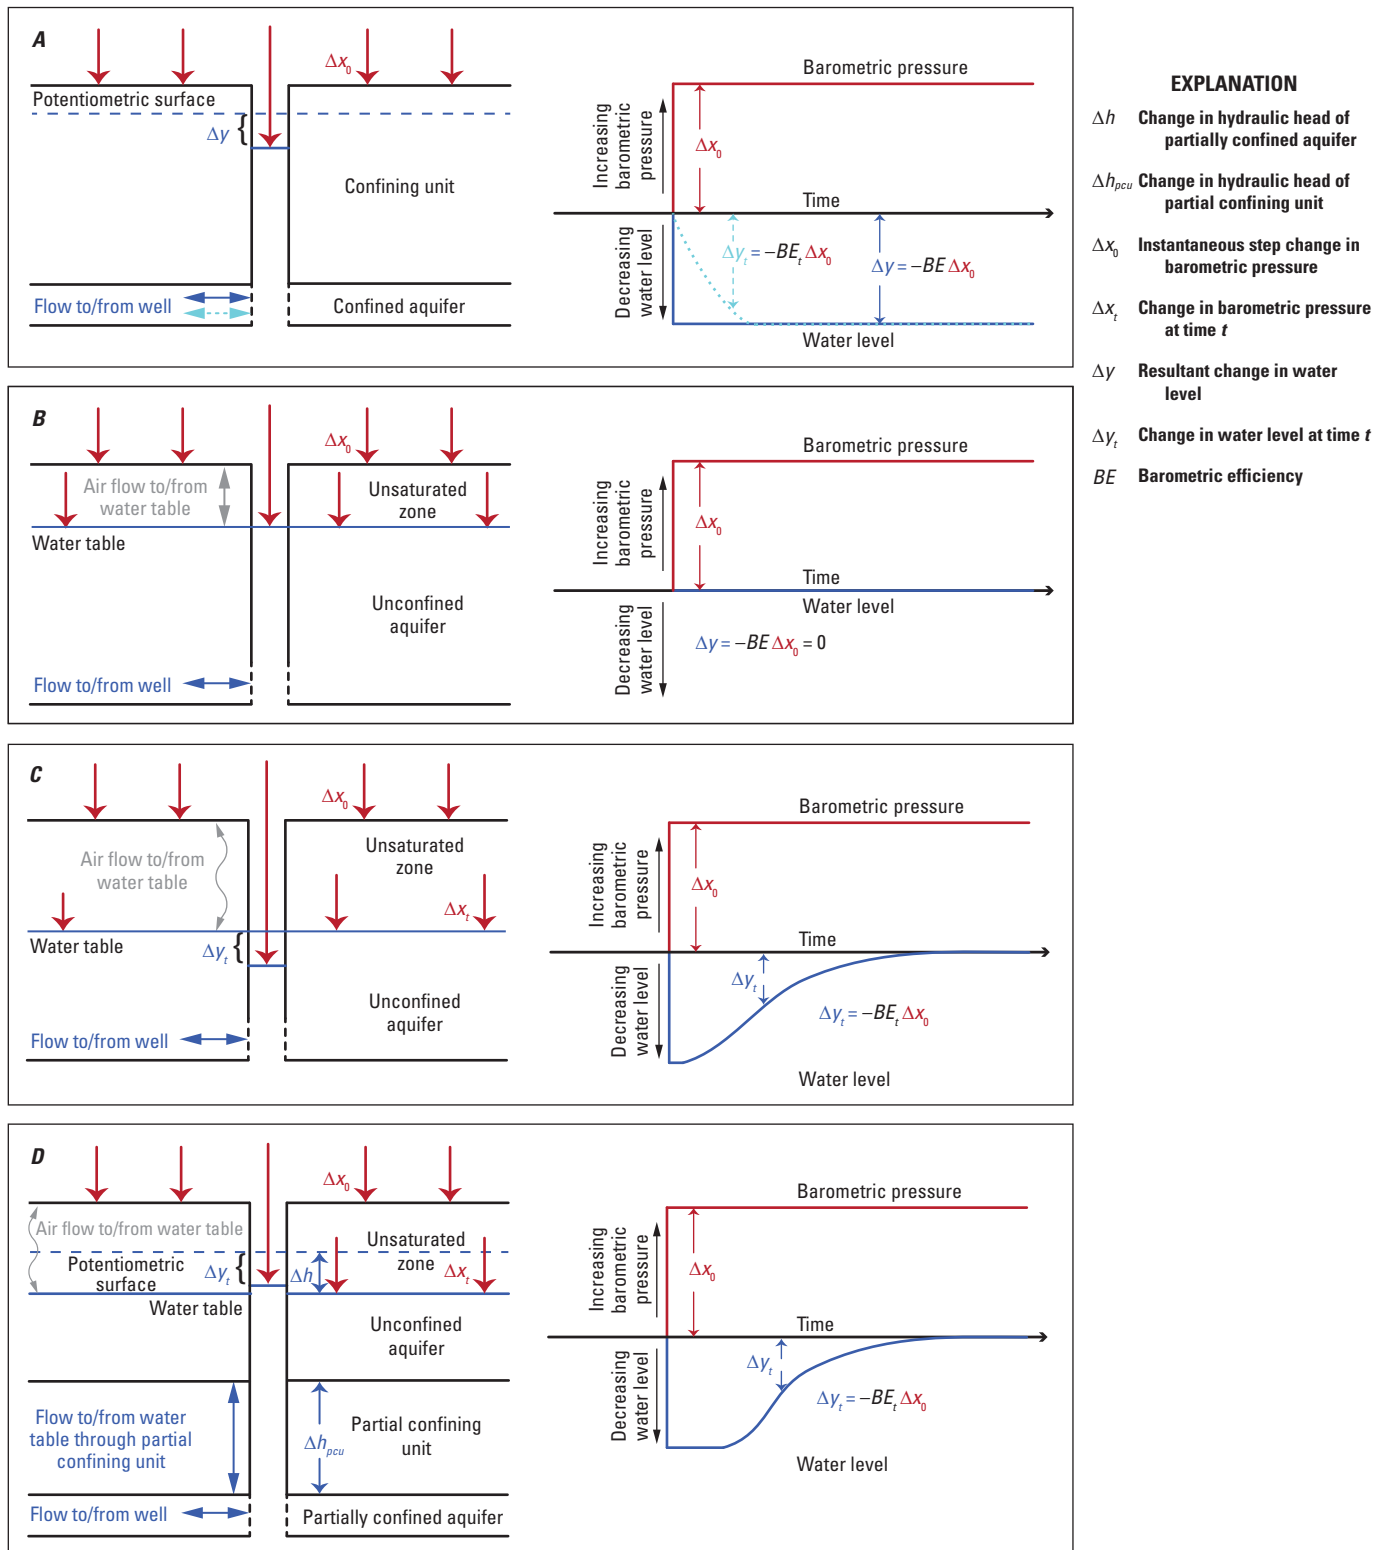 A
Δx0
Potentiometric surface
Δy
Confining unit
Flow to/from well
Confined aquifer
Barometric pressure
Increasing
barometric
pressure
Δx0
Time
Decreasing
water level
Δyt = –BEt Δx0
Δy = –BE Δx0
Water level
EXPLANATION
Δh Change in hydraulic head of
partially confined aquifer
Δhpcu Change in hydraulic head of
partial confining unit
Δx0 Instantaneous step change in
barometric pressure
Δxt Change in barometric pressure
at time t
Δy Resultant change in water
level
Δyt Change in water level at time t
BE Barometric efficiency
B
Δx0
Air flow to/from
water table
Unsaturated
zone
Water table
Unconfined
aquifer
Flow to/from well
Barometric pressure
Increasing
barometric
pressure
Δx0
Time
Water level
Decreasing
water level
Δy = –BE Δx0 = 0
C
Δx0
Air flow to/from
water table
Unsaturated
zone
Δxt
Water table
Δyt
Unconfined
aquifer
Flow to/from well
Barometric pressure
Increasing
barometric
pressure
Δx0
Time
Decreasing
water level
Δyt
Δyt = –BEt Δx0
Water level
D
Δx0
Air flow to/from water table
Unsaturated
zone
Potentiometric
surface
Δyt
Δh
Δxt
Water table
Unconfined
aquifer
Flow to/from water
table through partial
confining unit
Δhpcu
Partial confining
unit
Flow to/from well
Partially confined aquifer
Barometric pressure
Increasing
barometric
pressure
Δx0
Time
Decreasing
water level
Δyt
Δyt = –BEt Δx0
Water level